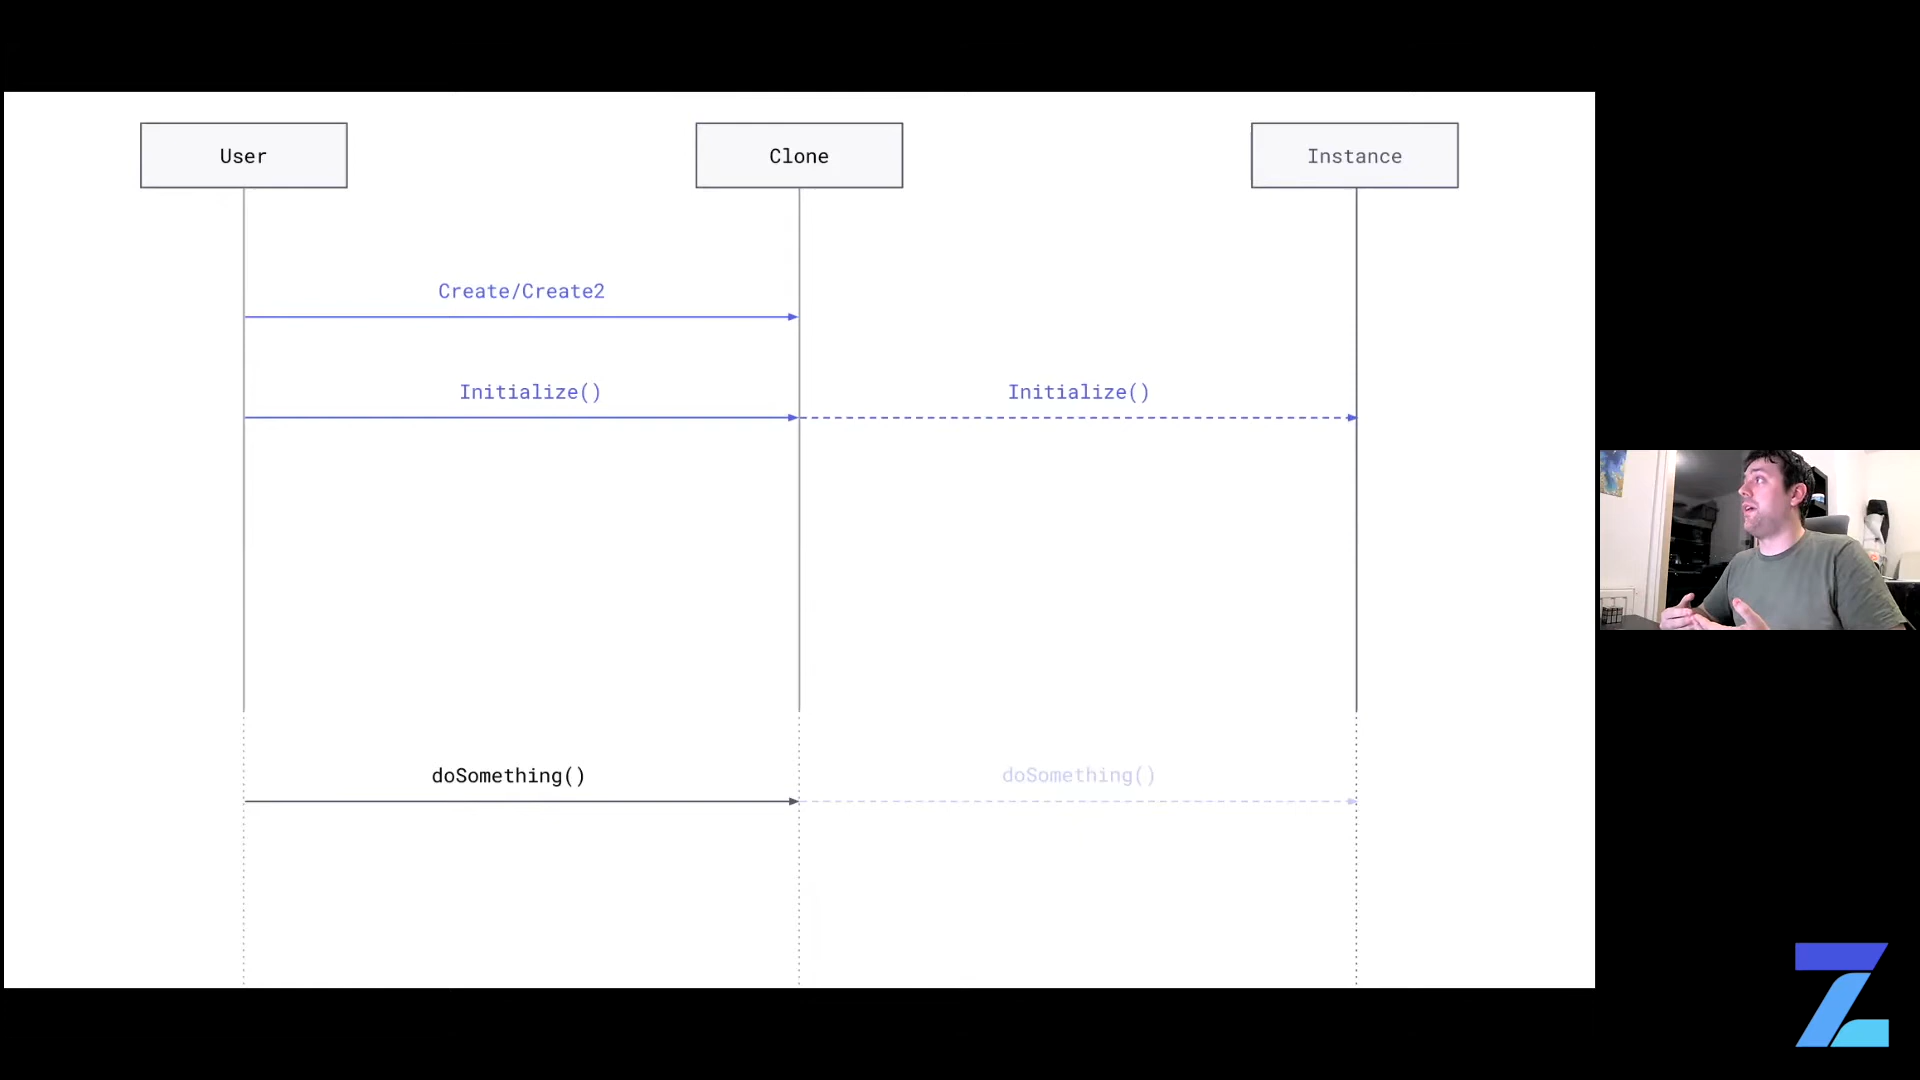 User
Clone
Instance
Create/Create2
Initialize()
Initialize()
doSomething()
doSomething()